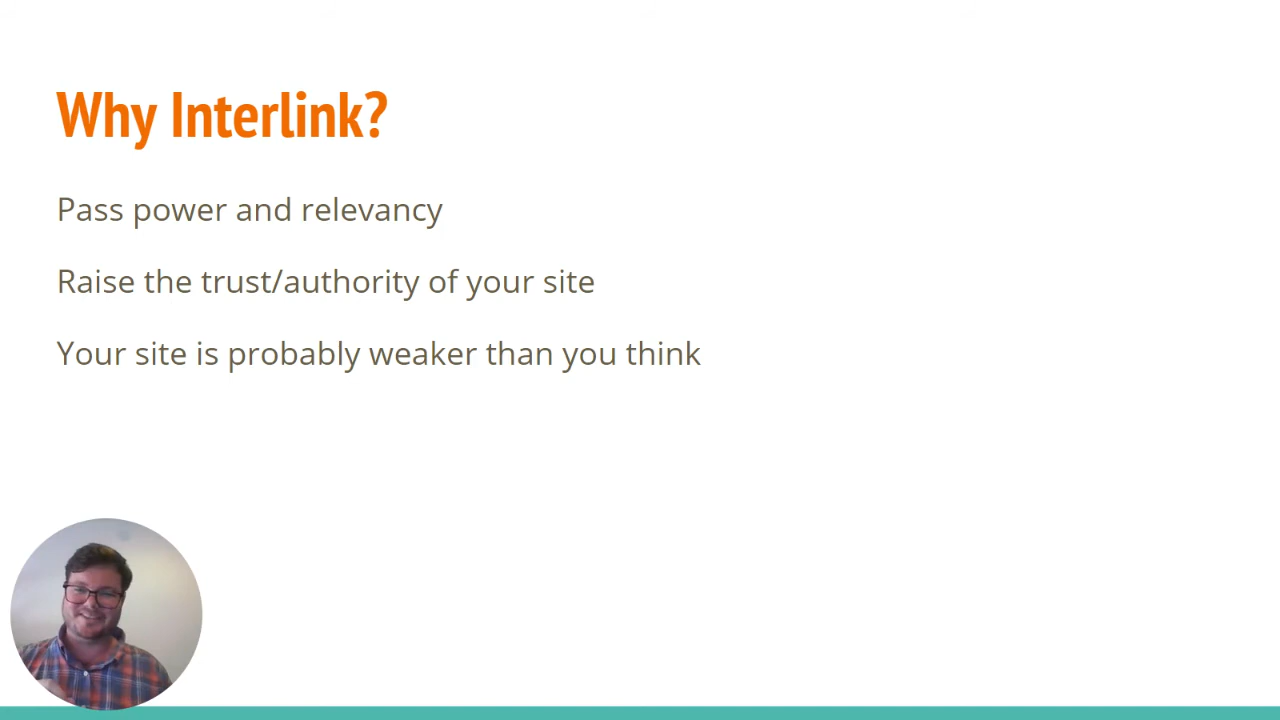 Why Interlink?
Pass power and relevancy
Raise the trust/authority of your site
Your site is probably weaker than you think